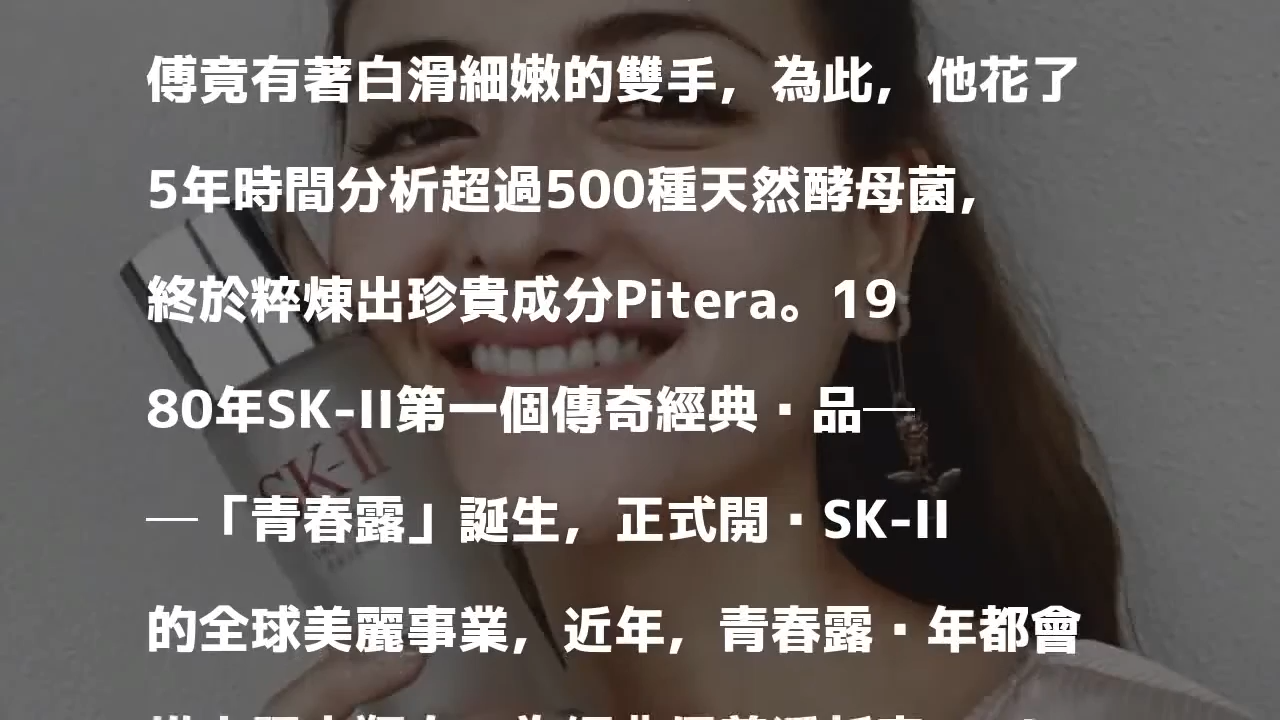 傅竟有著白滑細嫩的雙手，為此，他花了
5年時間分析超過500種天然酵母菌，
終於粹煉出珍貴成分Pitera。19
80年SK-II第一個傳奇經典▪品—
—「青春露」誕生，正式開▪SK-II
的全球美麗事業，近年，青春露▪年都會
SK-II